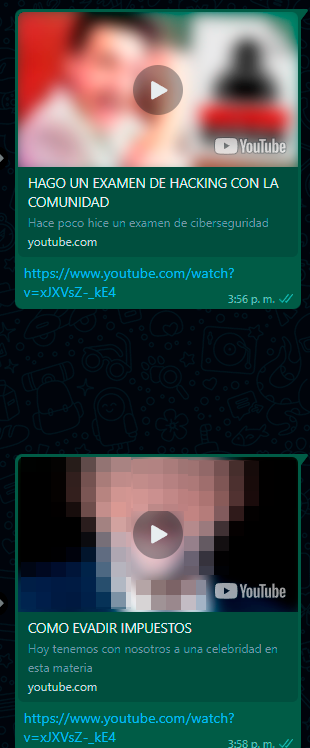 YouTube
HAGO UN EXAMEN DE HACKING CON LA
COMUNIDAD
Hace poco hice un examen de ciberseguridad
youtube.com
https://www.youtube.com/watch?
v=xJXVsZ-_kE4
3:56 p. m.
YouTube
COMO EVADIR IMPUESTOS
Hoy tenemos con nosotros a una celebridad en
esta materia
youtube.com
https://www.youtube.com/watch?
3:58 p. m.